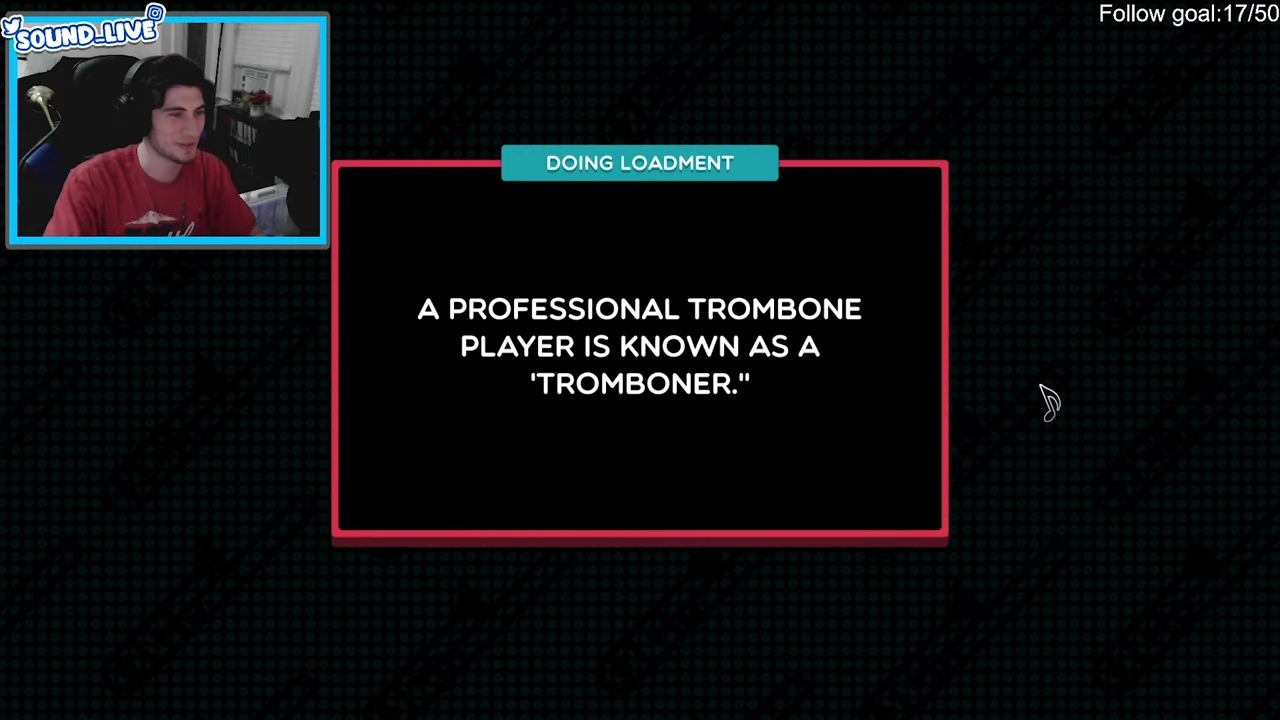 SOUND_LIVE
Follow goal:17/50
DOING LOADMENT
A PROFESSIONAL TROMBONE
PLAYER IS KNOWN AS A
'TROMBONER."